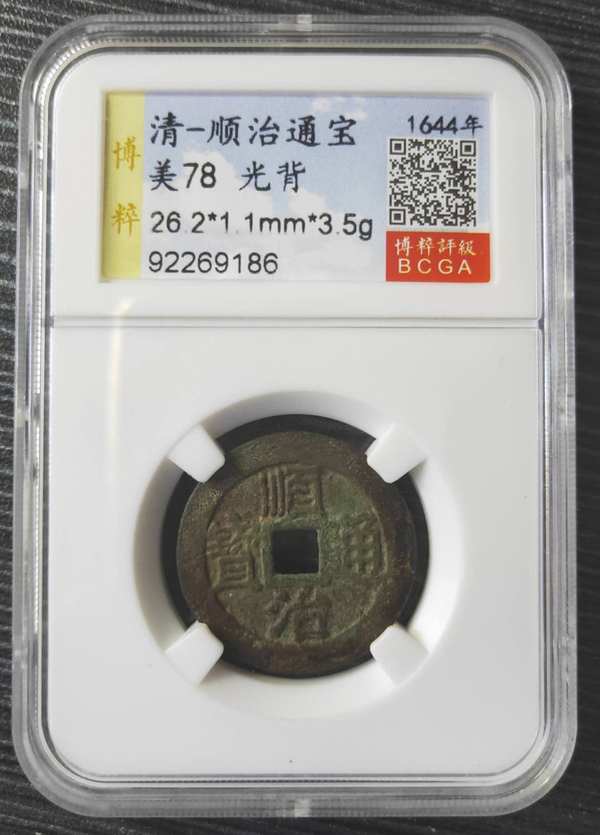 博粹
清-顺治通宝
1644年
美78 光背
26.2*1.1mm*3.5g
92269186
博粹評級
BCGA
順治通寳